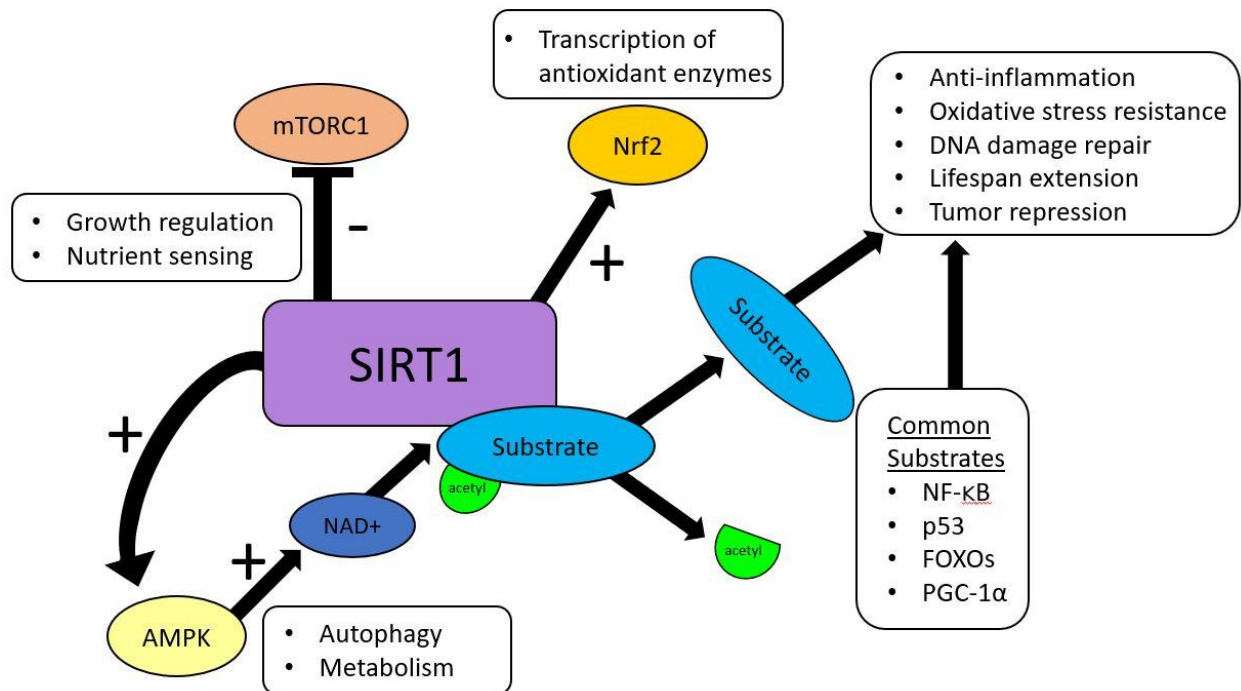 • Transcription of
antioxidant enzymes
mTORC1
Nrf2
• Anti-inflammation
• Oxidative stress resistance
• DNA damage repair
• Lifespan extension
• Tumor repression
• Growth regulation
• Nutrient sensing
-
+
SIRT1
Substrate
+
Substrate
acetyl
NAD+
acetyl
+
AMPK
• Autophagy
• Metabolism
Common
Substrates
• NF-κB
• p53
• FOXOs
• PGC-1α